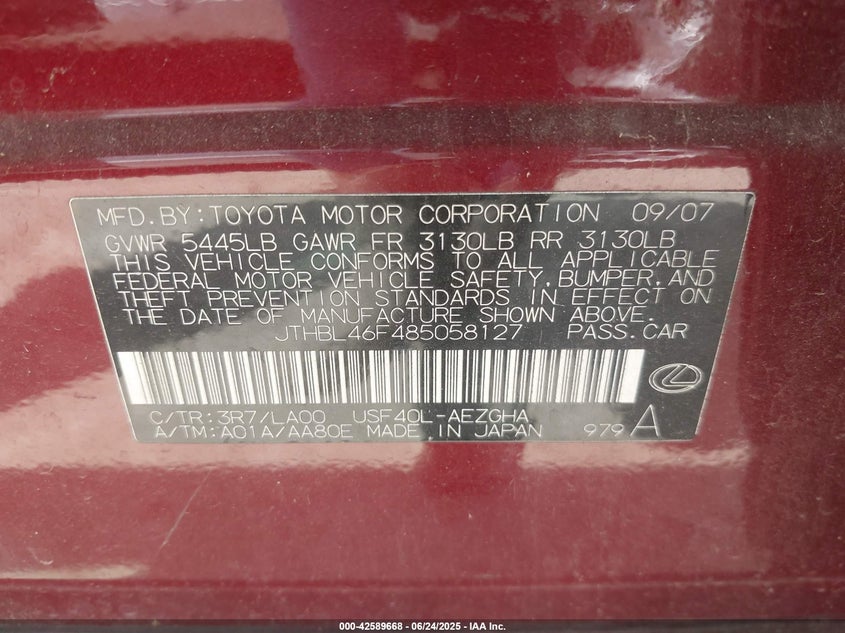 MFD. BY: TOYOTA MOTOR CORPORATION 09/07
GVWR 5445LB GAWR FR 3130LB RR 3130LB
THIS VEHICLE CONFORMS TO ALL APPLICABLE
FEDERAL MOTOR VEHICLE SAFETY, BUMPER, AND
THEFT PREVENTION STANDARDS IN EFFECT ON
THE DATE OF MANUFACTURE SHOWN ABOVE.
JTHBL46F485058127 PASS. CAR
C/TR: 3R7/LA00 USF40L-AEZGHA
A/TM: A01A/AA80E MADE IN JAPAN 979 A
000-42589668 - 06/24/2025 - IAA Inc.